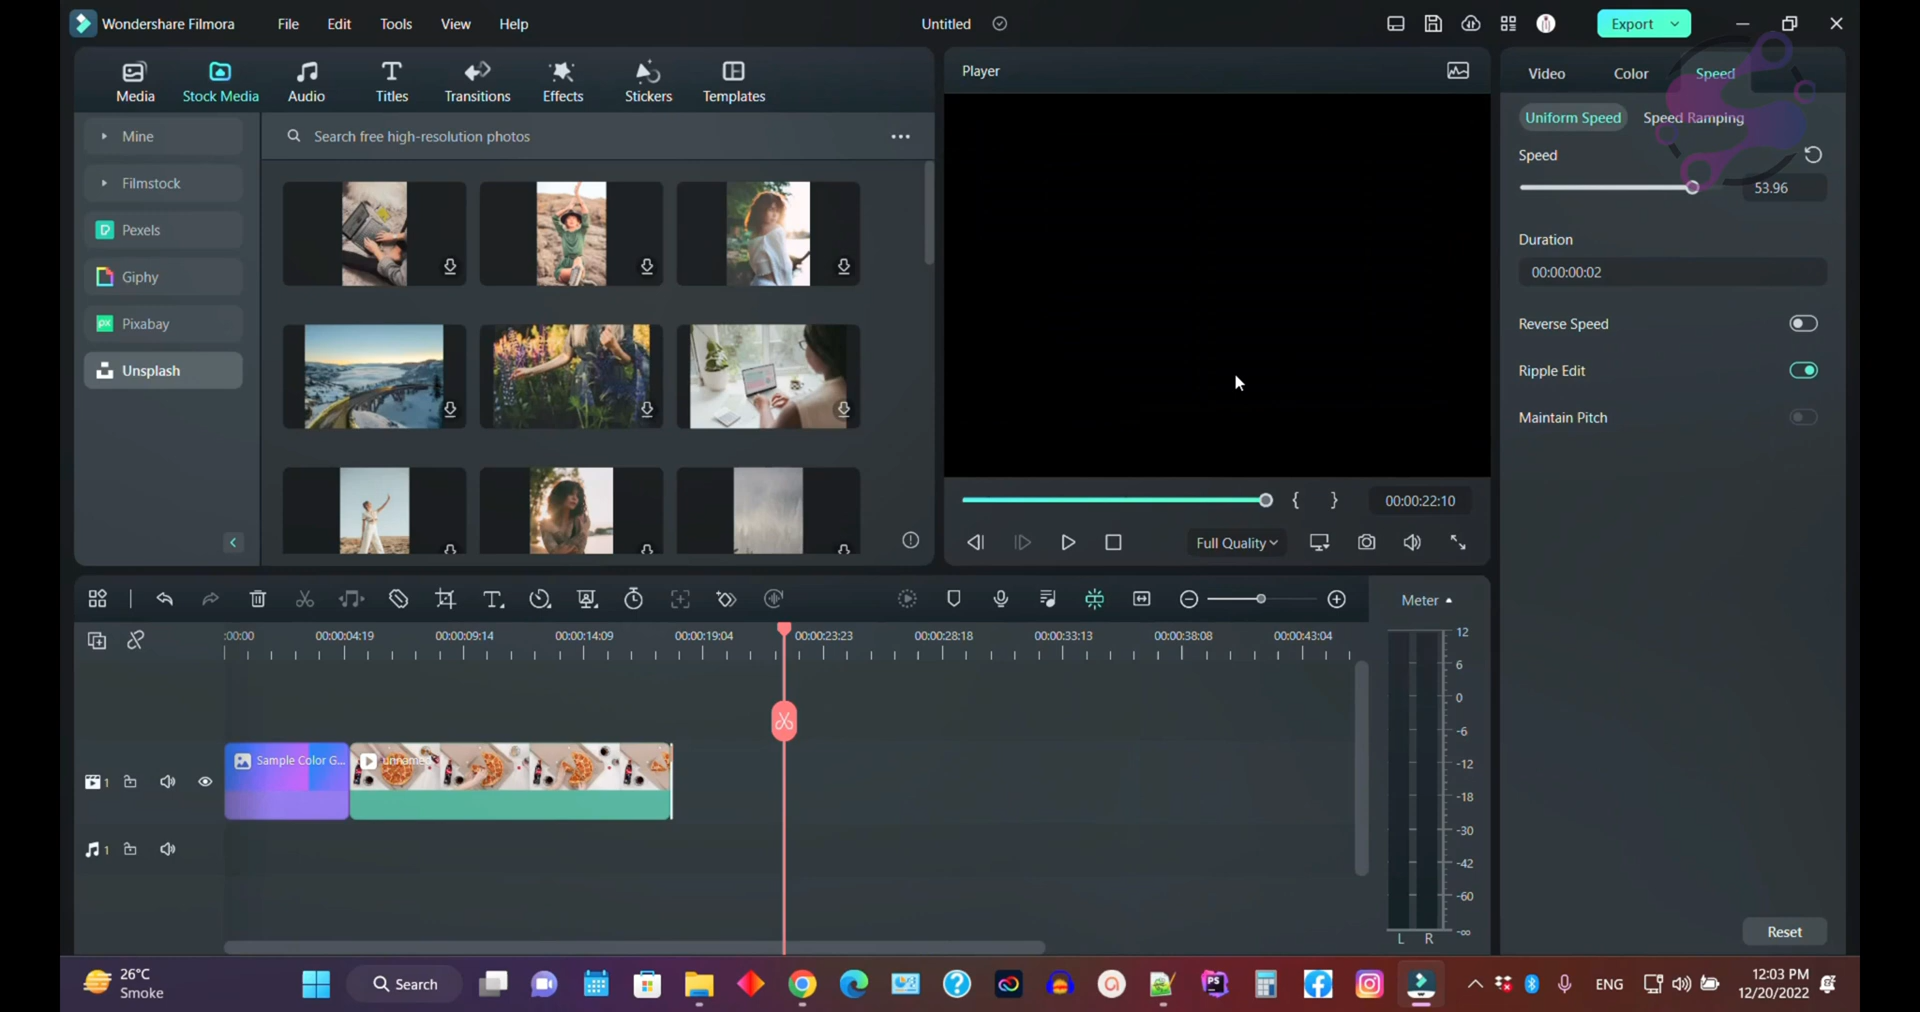 Wondershare Filmora
File
Edit
Tools
View
Help
Untitled
Export
Media
Stock Media
Audio
Titles
Transitions
Effects
Stickers
Templates
Player
Video
Color
Speed
Mine
Filmstock
Pexels
Giphy
Pixabay
Unsplash
Search free high-resolution photos
Uniform Speed
Speed Ramping
Speed
53.96
Duration
00:00:00:02
Reverse Speed
Ripple Edit
Maintain Pitch
{
}
00:00:22:10
Full Quality
Meter
:00:00
00:00:04:19
00:00:09:14
00:00:14:09
00:00:19:04
00:00:23:23
00:00:28:18
00:00:33:13
00:00:38:08
00:00:43:04
12
6
0
-6
-12
-18
-30
-42
-60
-∞
L R
Sample Color G...
unnamed
1
1
Reset
26°C
Smoke
Search
PS
ENG
12:03 PM
12/20/2022